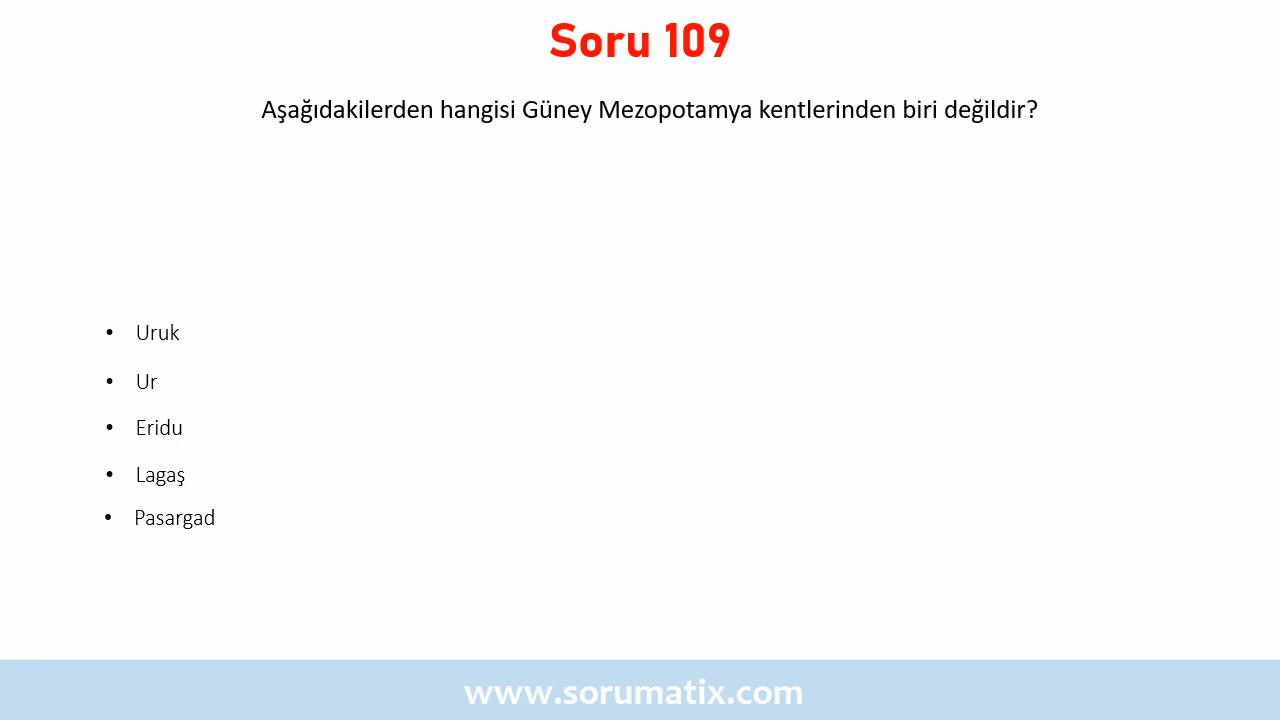 Soru 109
Aşağıdakilerden hangisi Güney Mezopotamya kentlerinden biri değildir?
• Uruk
• Ur
• Eridu
• Lagaş
• Pasargad
www.sorumatix.com